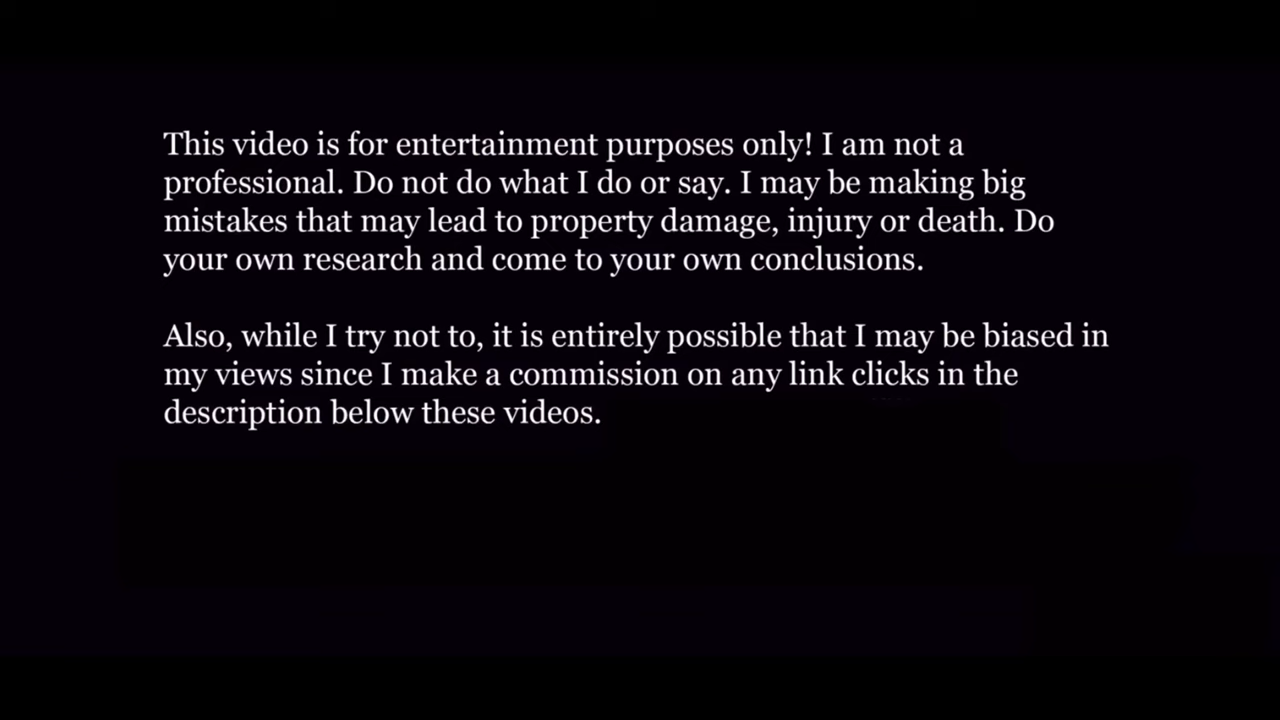 This video is for entertainment purposes only! I am not a
professional. Do not do what I do or say. I may be making big
mistakes that may lead to property damage, injury or death. Do
your own research and come to your own conclusions.
Also, while I try not to, it is entirely possible that I may be biased in
my views since I make a commission on any link clicks in the
description below these videos.